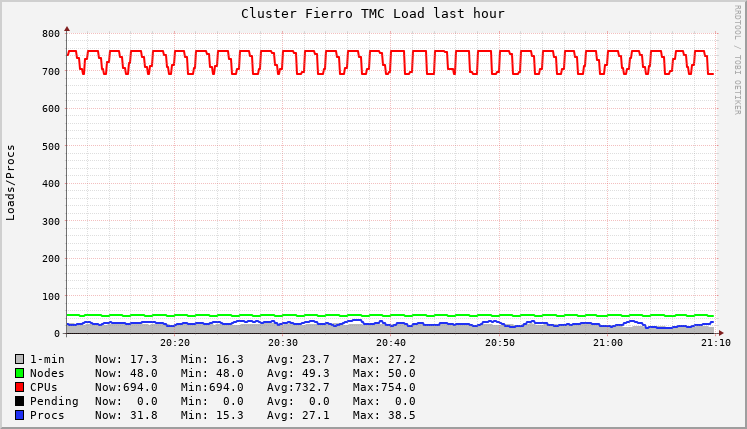 Cluster Fierro TMC Load last hour
RRDTOOL / TOBI OETIKER
Loads/Procs
800
700
600
500
400
300
200
100
0
20:20 20:30 20:40 20:50 21:00 21:10
1-min Now: 17.3 Min: 16.3 Avg: 23.7 Max: 27.2
Nodes Now: 48.0 Min: 48.0 Avg: 49.3 Max: 50.0
CPUs Now:694.0 Min:694.0 Avg:732.7 Max:754.0
Pending Now: 0.0 Min: 0.0 Avg: 0.0 Max: 0.0
Procs Now: 31.8 Min: 15.3 Avg: 27.1 Max: 38.5